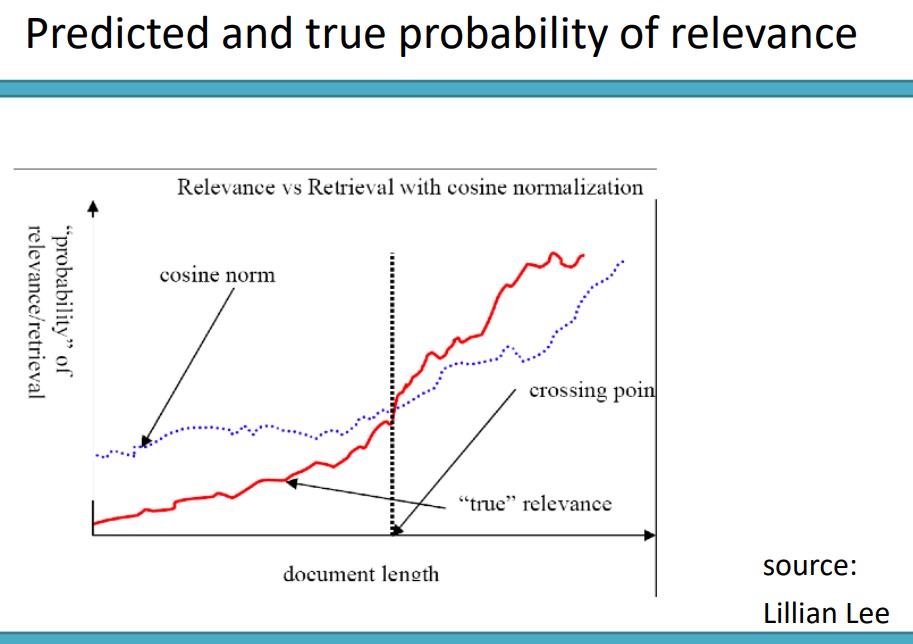 Predicted and true probability of relevance
Relevance vs Retrieval with cosine normalization
“probability” of
relevance/retrieval
cosine norm
crossing poin
“true” relevance
document length
source:
Lillian Lee